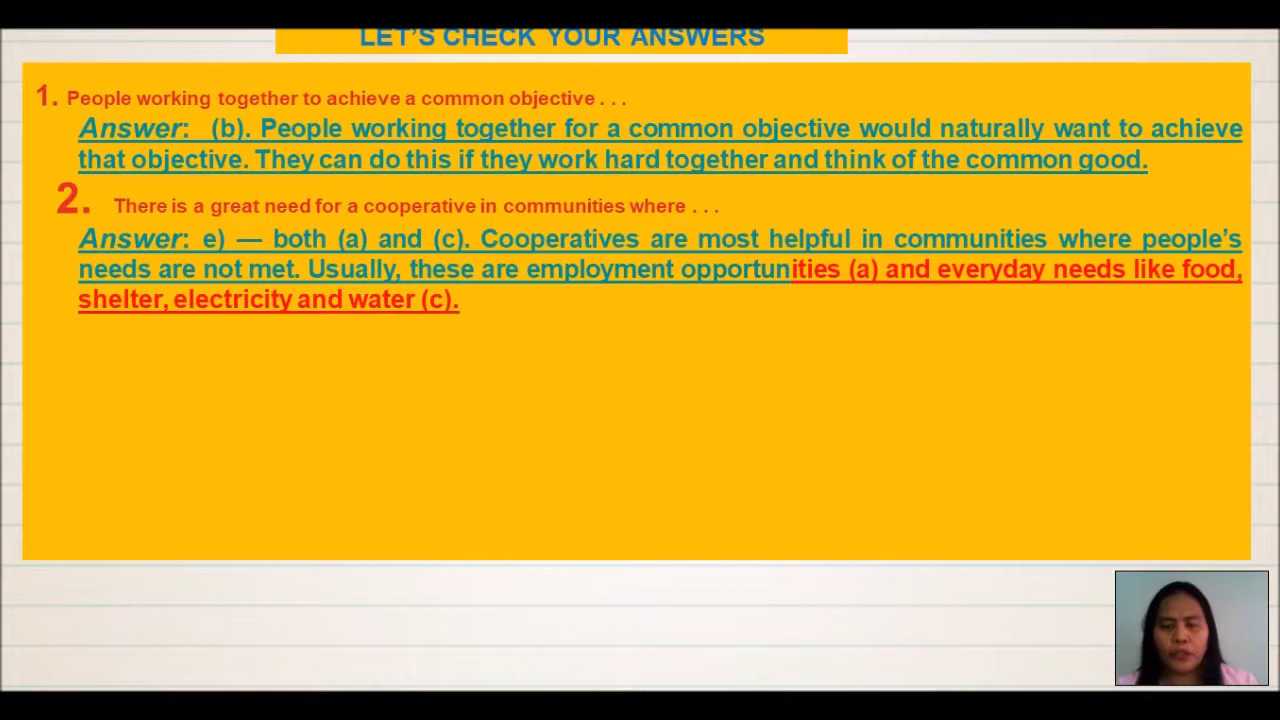 LET'S CHECK YOUR ANSWERS
1. People working together to achieve a common objective . . .
Answer: (b). People working together for a common objective would naturally want to achieve
that objective. They can do this if they work hard together and think of the common good.
2. There is a great need for a cooperative in communities where . . .
Answer: e) — both (a) and (c). Cooperatives are most helpful in communities where people's
needs are not met. Usually, these are employment opportunities (a) and everyday needs like food,
shelter, electricity and water (c).